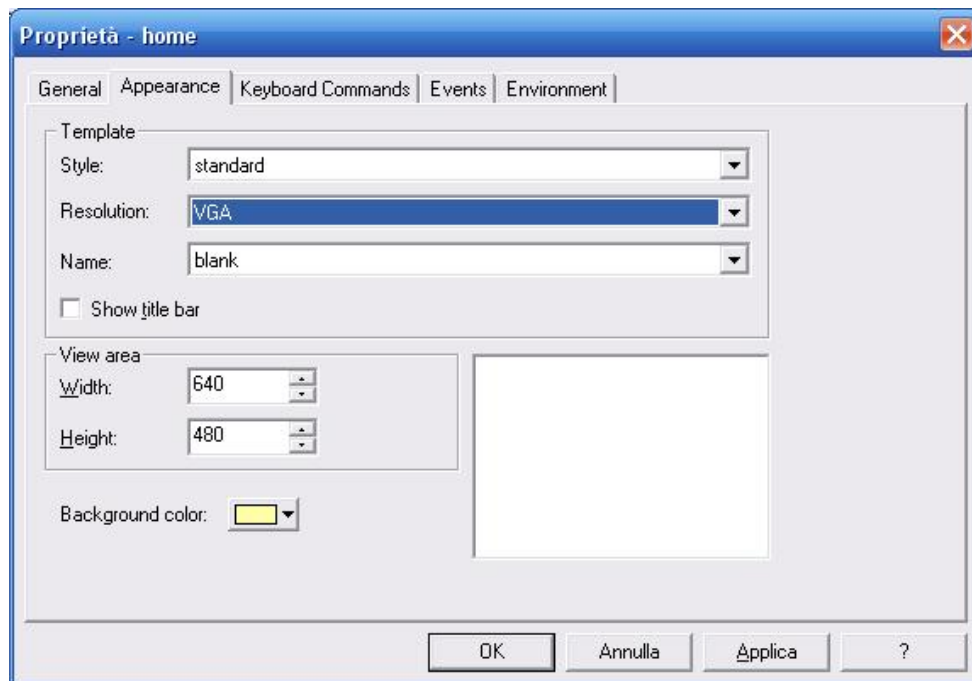 Proprietà - home
General Appearance Keyboard Commands Events Environment
Template
Style: standard
Resolution: VGA
Name: blank
Show title bar
View area
Width: 640
Height: 480
Background color:
OK Annulla Applica ?